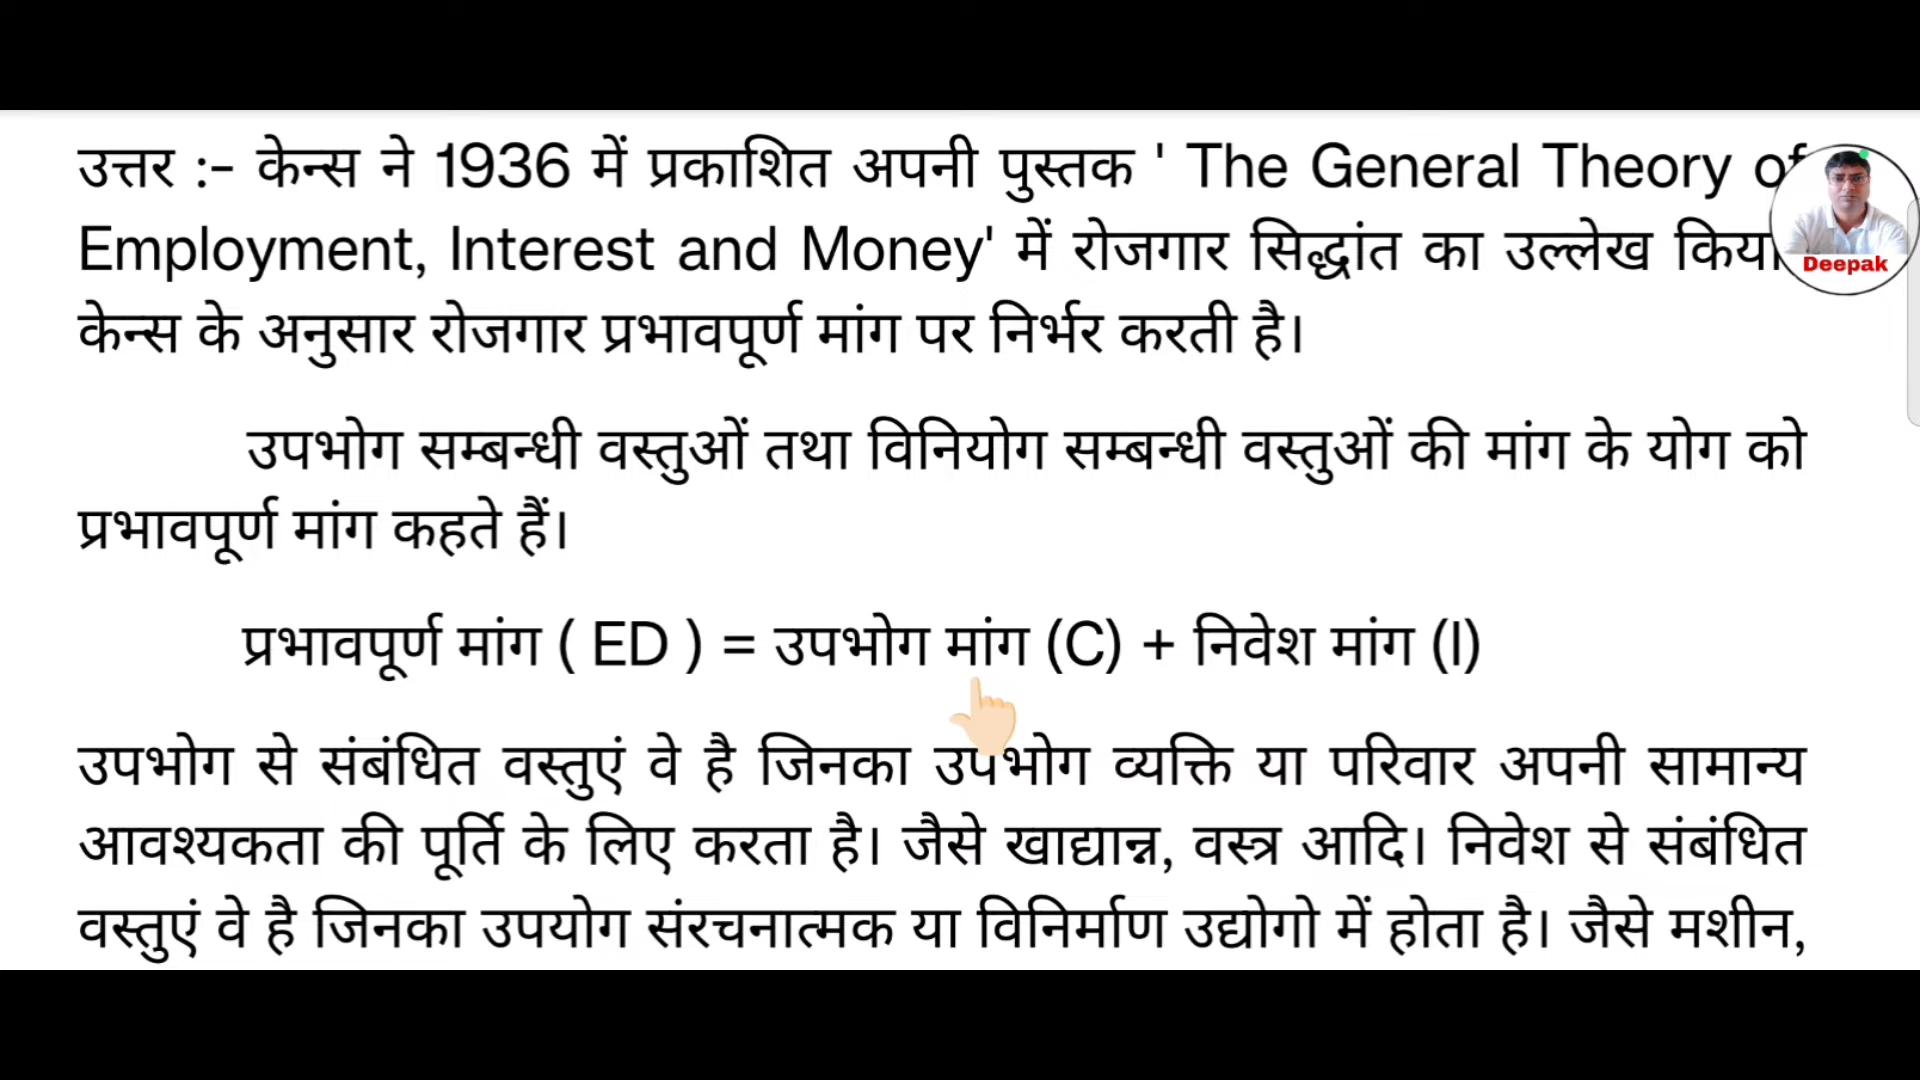 उत्तर :- केन्स ने 1936 में प्रकाशित अपनी पुस्तक ' The General Theory of
Employment, Interest and Money' में रोजगार सिद्धांत का उल्लेख किया
केन्स के अनुसार रोजगार प्रभावपूर्ण मांग पर निर्भर करती है।
उपभोग सम्बन्धी वस्तुओं तथा विनियोग सम्बन्धी वस्तुओं की मांग के योग को
प्रभावपूर्ण मांग कहते हैं।
प्रभावपूर्ण मांग ( ED ) = उपभोग मांग (C) + निवेश मांग (I)
उपभोग से संबंधित वस्तुएं वे है जिनका उपभोग व्यक्ति या परिवार अपनी सामान्य
आवश्यकता की पूर्ति के लिए करता है। जैसे खाद्यान्न, वस्त्र आदि। निवेश से संबंधित
वस्तुएं वे है जिनका उपयोग संरचनात्मक या विनिर्माण उद्योगो में होता है। जैसे मशीन,
Deepak